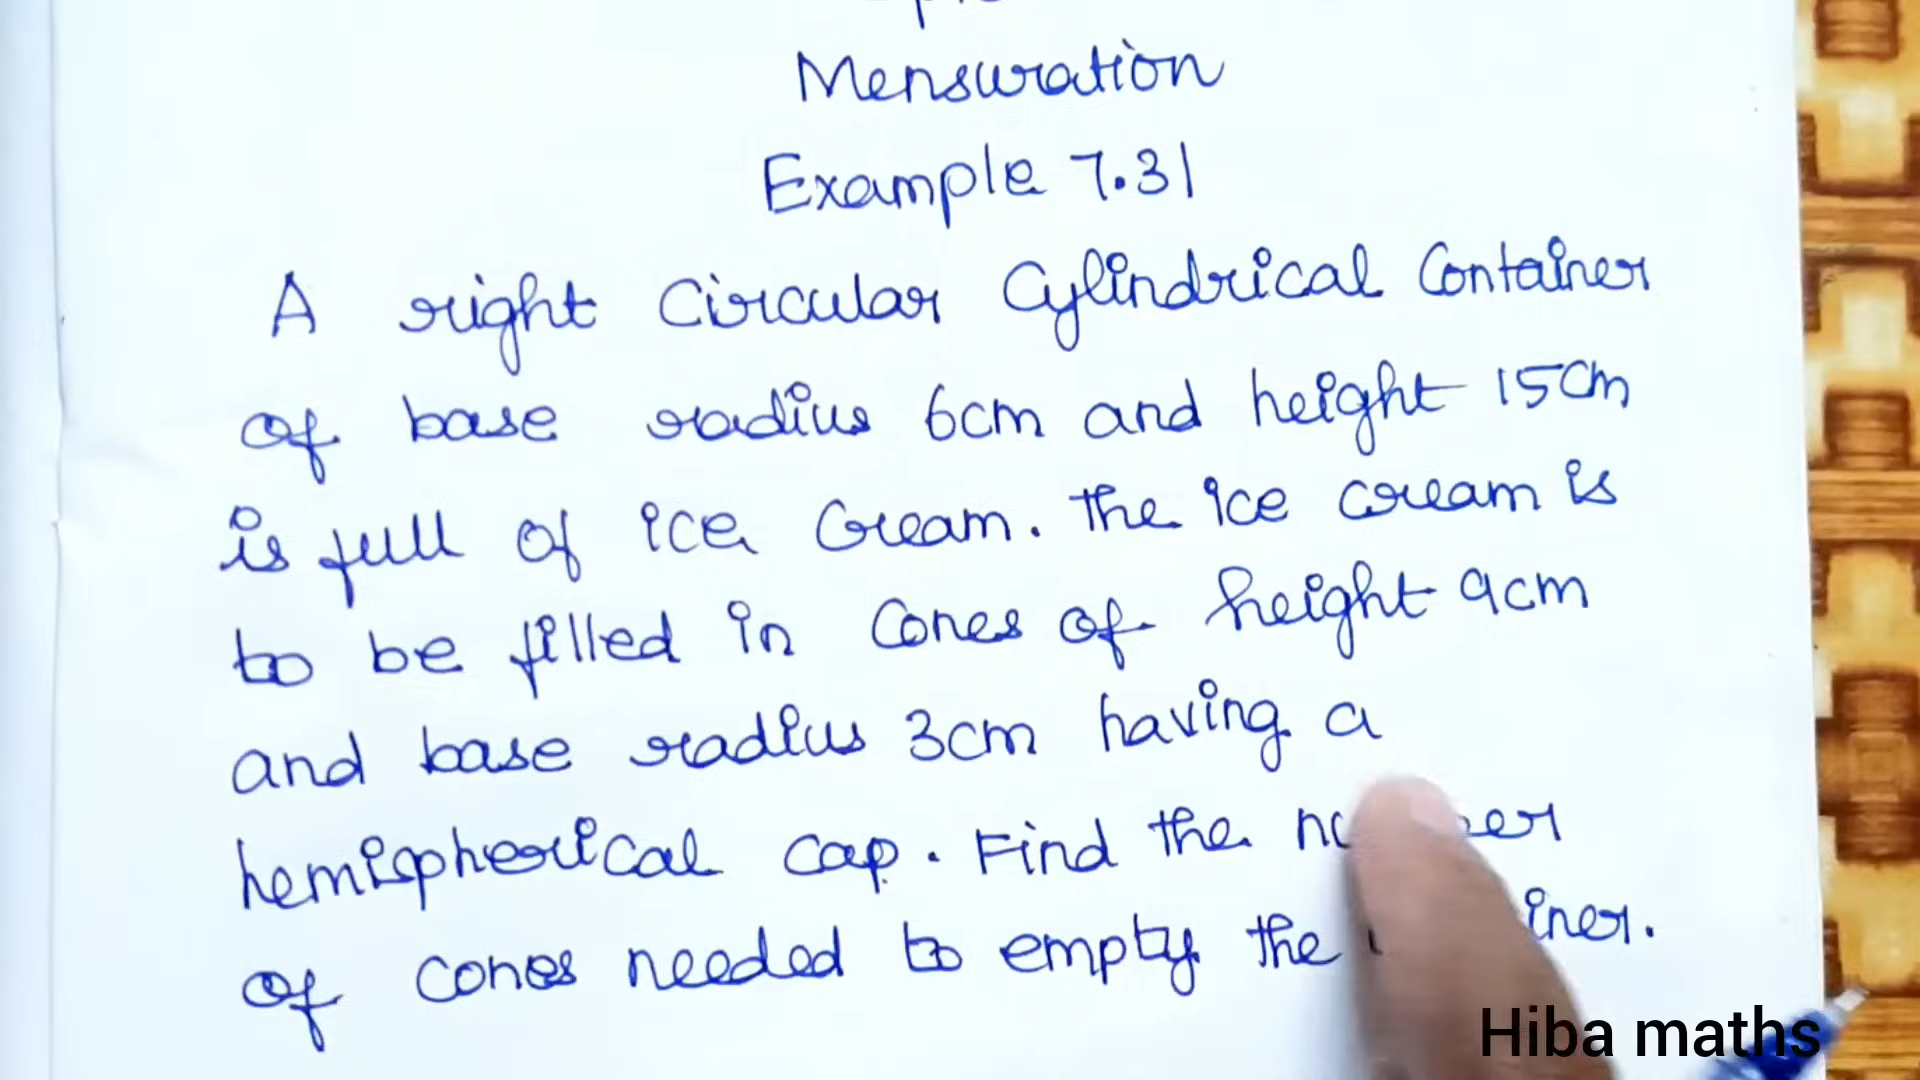 Mensuration
Example 7.31
A right Circular Cylindrical Container
of base radius 6cm and height 15cm
is full of ice Cream. The ice cream is
to be filled in Cones of height 9cm
and base radius 3cm having a
hemispherical cap. Find the
of cones needed to empty the
Hiba maths